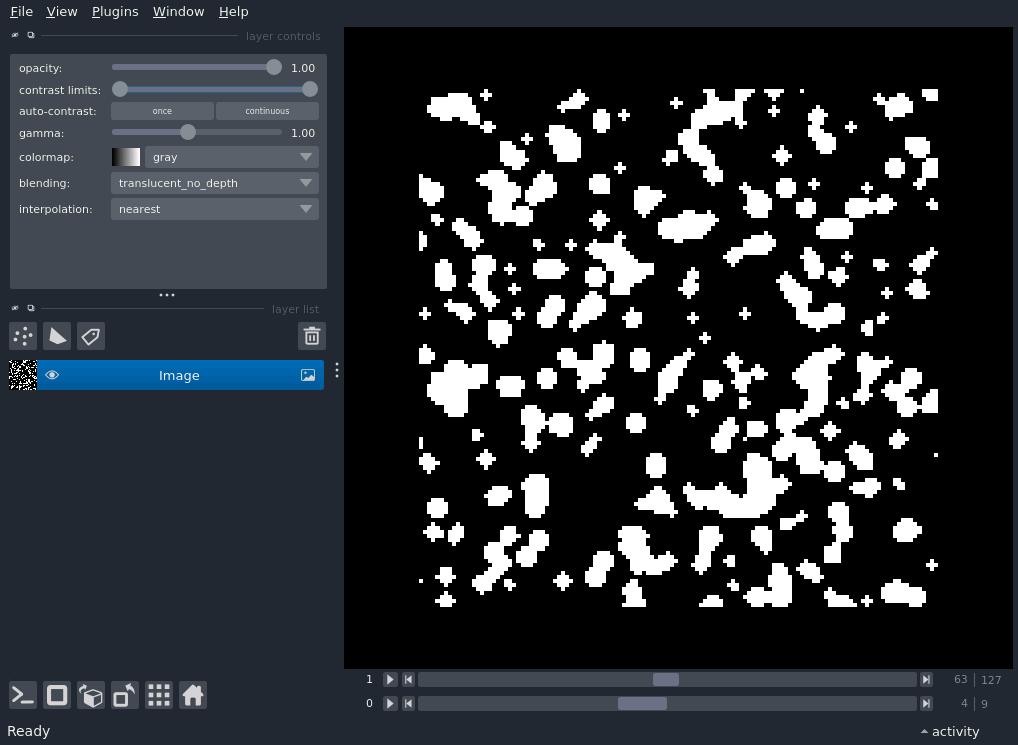 File View Plugins Window Help
layer controls
opacity: 1.00
contrast limits:
auto-contrast: once continuous
gamma: 1.00
colormap: gray
blending: translucent_no_depth
interpolation: nearest
layer list
Image
1 63 127
0 4 9
Ready activity